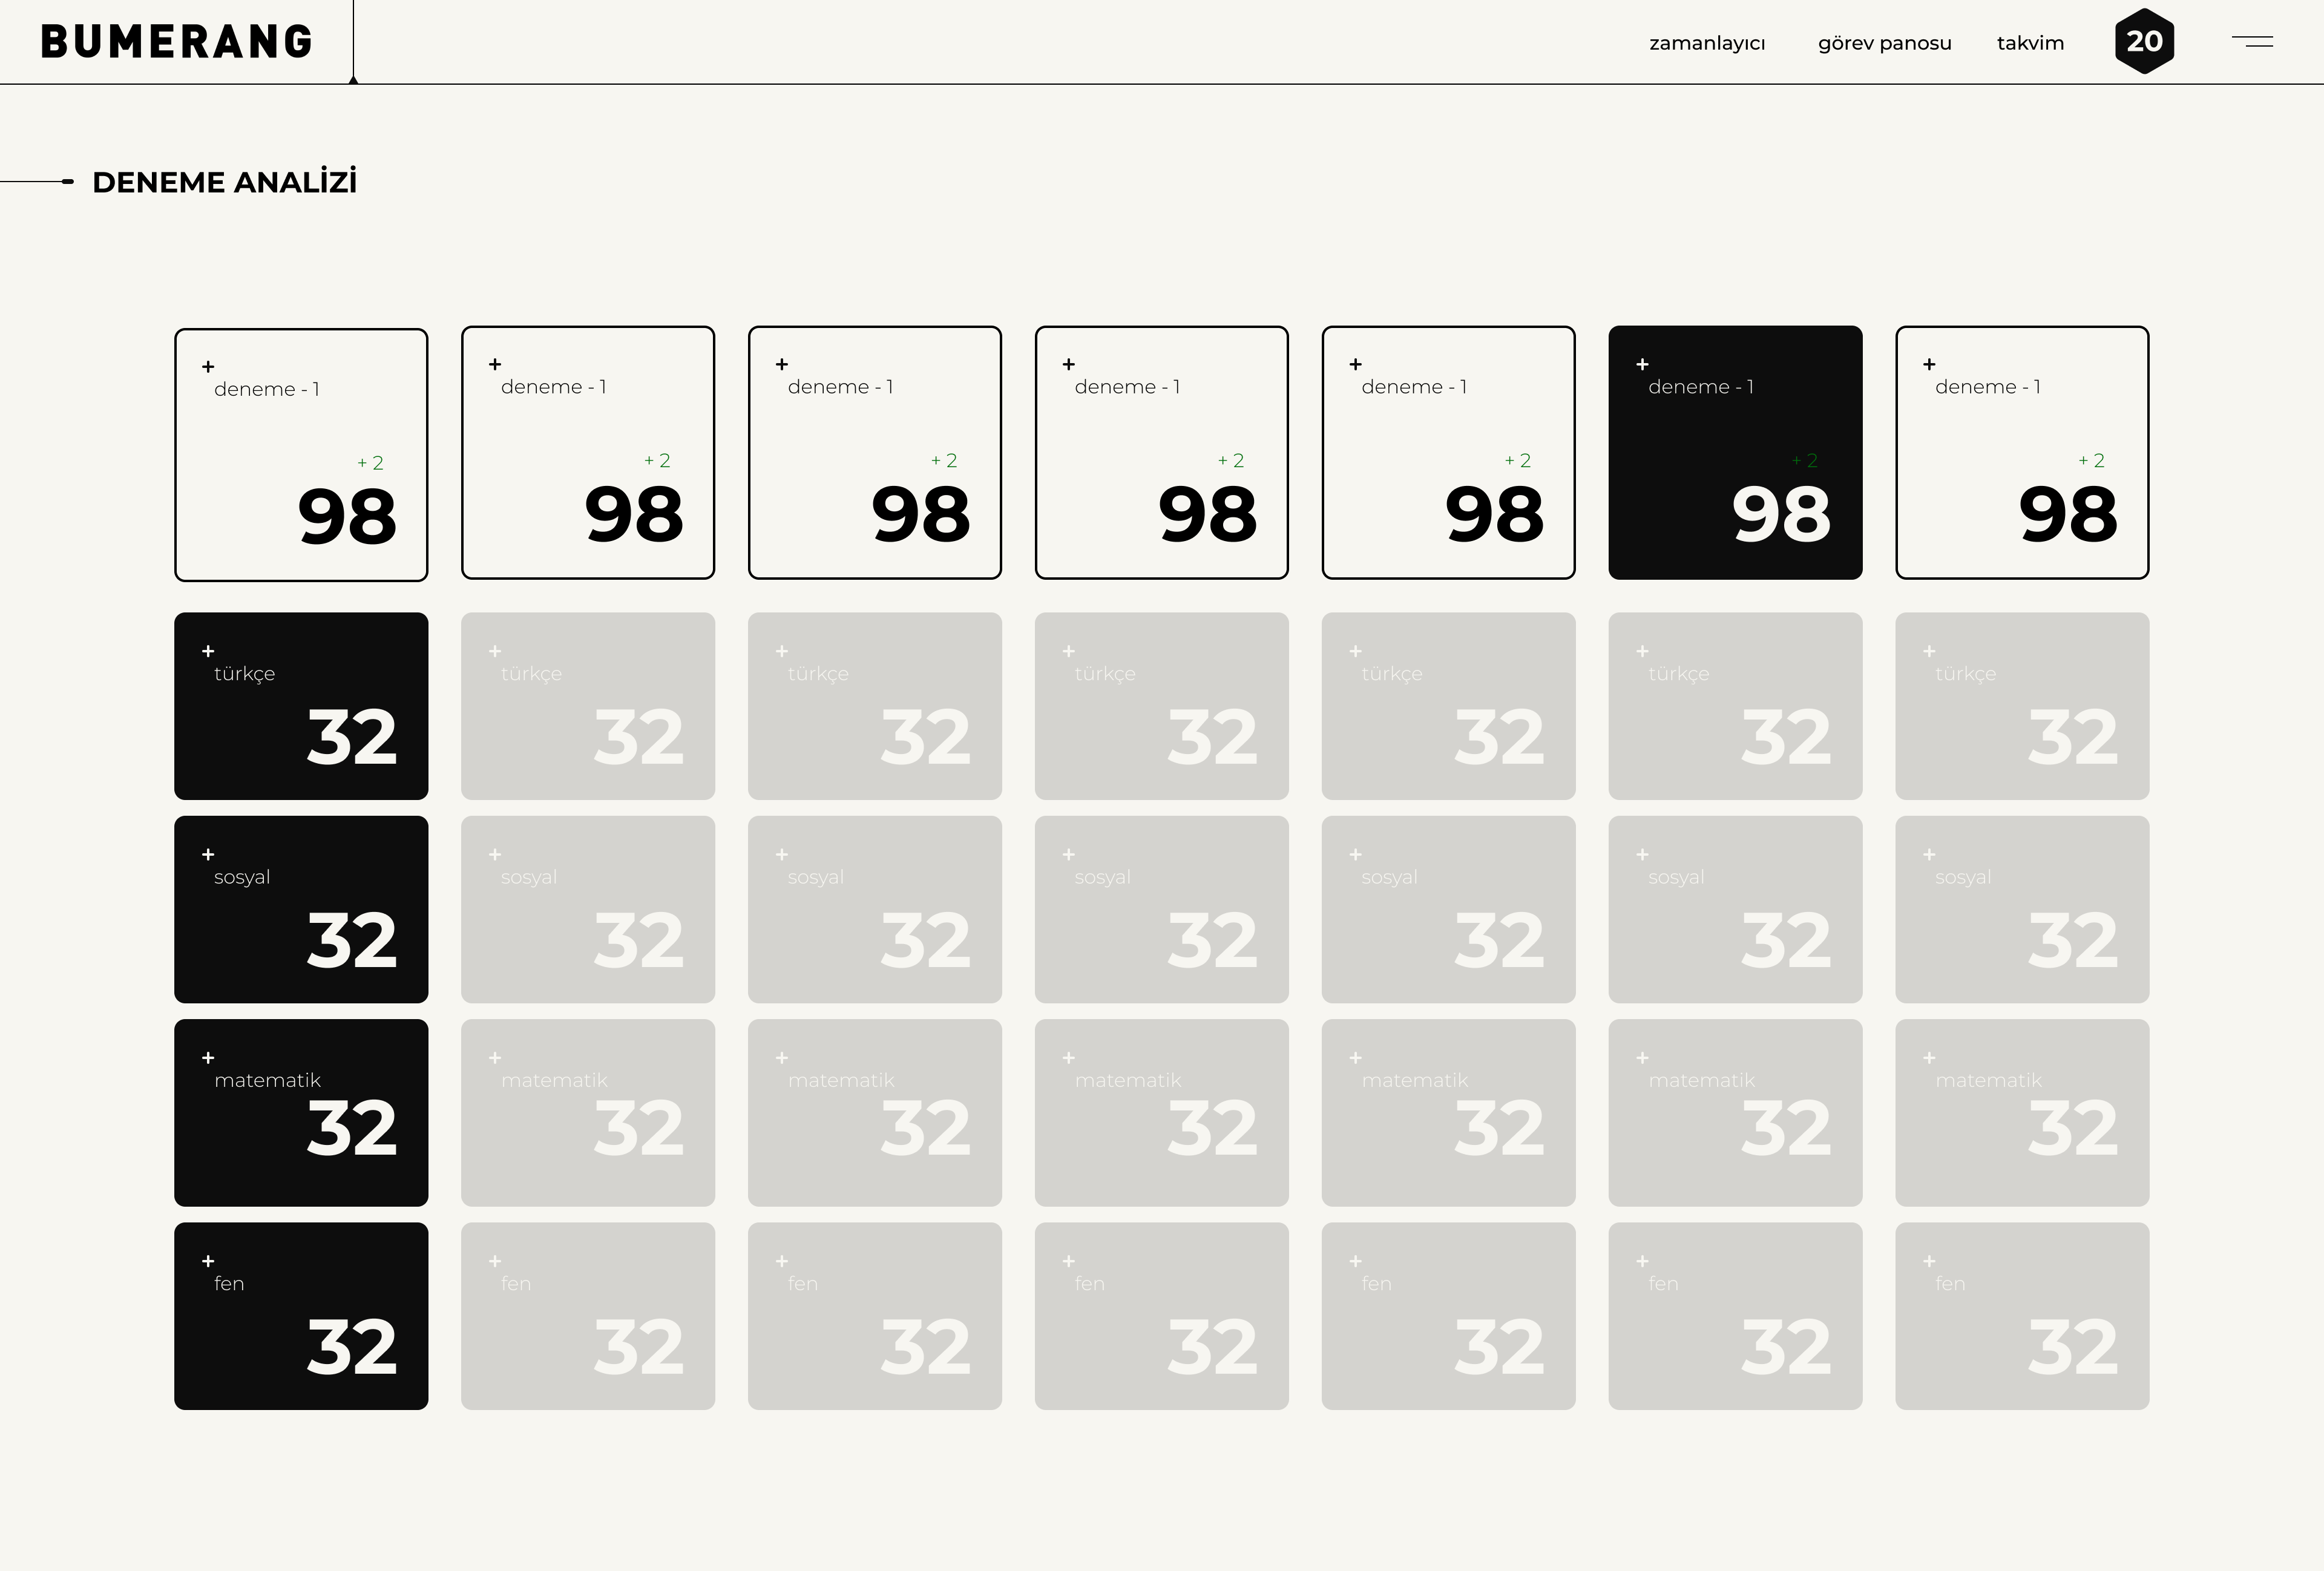 BUMERANG
zamanlayıcı görev panosu takvim 20
DENEME ANALİZİ
+ + + + + + +
deneme - 1 deneme - 1 deneme - 1 deneme - 1 deneme - 1 deneme - 1 deneme - 1
+ 2 + 2 + 2 + 2 + 2 + 2 + 2
98 98 98 98 98 98 98
+ + + + + + +
türkçe türkçe türkçe türkçe türkçe türkçe türkçe
32 32 32 32 32 32 32
+ + + + + + +
sosyal sosyal sosyal sosyal sosyal sosyal sosyal
32 32 32 32 32 32 32
+ + + + + + +
matematik matematik matematik matematik matematik matematik matematik
32 32 32 32 32 32 32
+ + + + + + +
fen fen fen fen fen fen fen
32 32 32 32 32 32 32